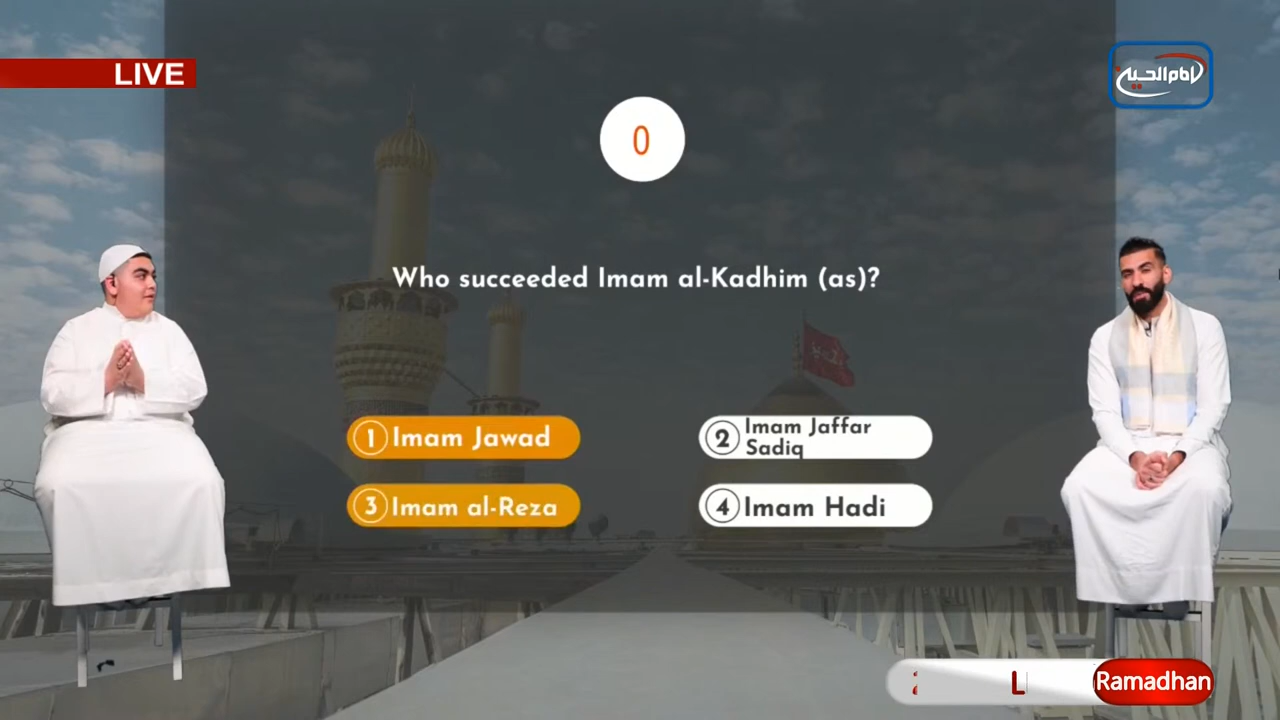 LIVE
امام الحسین
0
Who succeeded Imam al-Kadhim (as)?
1 Imam Jawad
2 Imam Jaffar
Sadiq
3 Imam al-Reza
4 Imam Hadi
L
Ramadhan